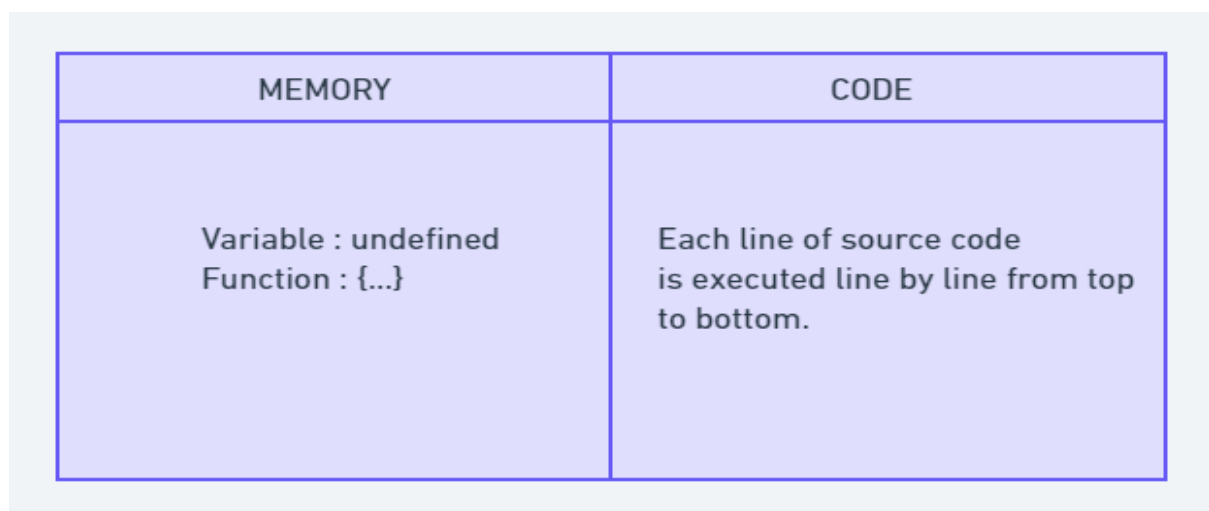 MEMORY
CODE
Variable : undefined
Function : {...}
Each line of source code
is executed line by line from top
to bottom.